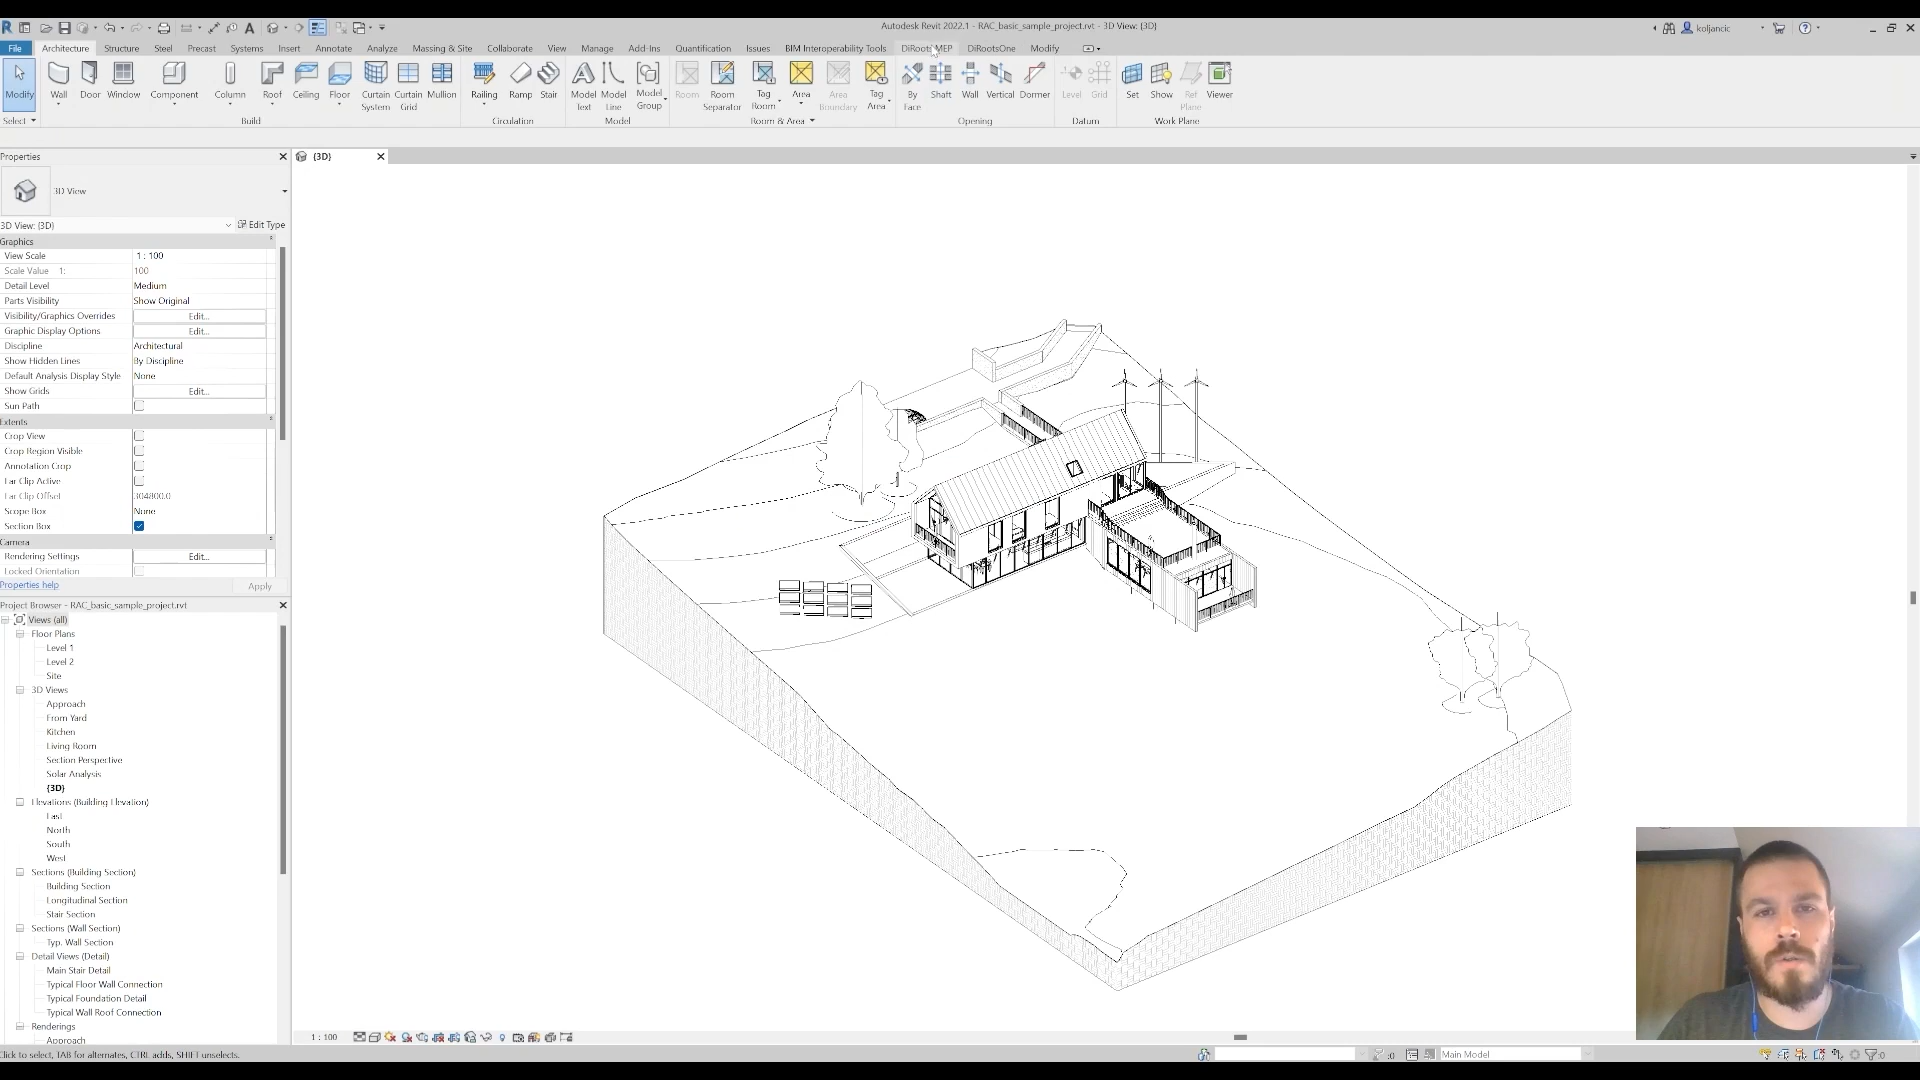 Autodesk Revit 2022.1 - RAC_basic_sample_project.rvt - 3D View: {3D}
koljancic
File Architecture Structure Steel Precast Systems Insert Annotate Analyze Massing & Site Collaborate View Manage Add-Ins Quantification Issues BIM Interoperability Tools DiRootsMEP DiRootsOne Modify
Modify Wall Door Window Component Column Roof Ceiling Floor Curtain System Curtain Grid Mullion Railing Ramp Stair Model Text Model Line Model Group Room Room Separator Tag Room Area Area Boundary Tag Area By Face Shaft Wall Vertical Dormer Level Grid Set Show Ref Plane Viewer
Select Build Circulation Model Room & Area Opening Datum Work Plane
Properties
{3D}
3D View
3D View: {3D} Edit Type
Graphics
View Scale 1 : 100
Scale Value 1: 100
Detail Level Medium
Parts Visibility Show Original
Visibility/Graphics Overrides Edit...
Graphic Display Options Edit...
Discipline Architectural
Show Hidden Lines By Discipline
Default Analysis Display Style None
Show Grids Edit...
Sun Path
Extents
Crop View
Crop Region Visible
Annotation Crop
Far Clip Active
Far Clip Offset 304800.0
Scope Box None
Section Box
Camera
Rendering Settings Edit...
Locked Orientation
Properties help Apply
Project Browser - RAC_basic_sample_project.rvt
Views (all)
Floor Plans
Level 1
Level 2
Site
3D Views
Approach
From Yard
Kitchen
Living Room
Section Perspective
Solar Analysis
{3D}
Elevations (Building Elevation)
East
North
South
West
Sections (Building Section)
Building Section
Longitudinal Section
Stair Section
Sections (Wall Section)
Typ. Wall Section
Detail Views (Detail)
Main Stair Detail
Typical Floor Wall Connection
Typical Foundation Detail
Typical Wall Roof Connection
Renderings
Approach
1 : 100
Click to select, TAB for alternates, CTRL adds, SHIFT unselects.
:0
Main Model
:0